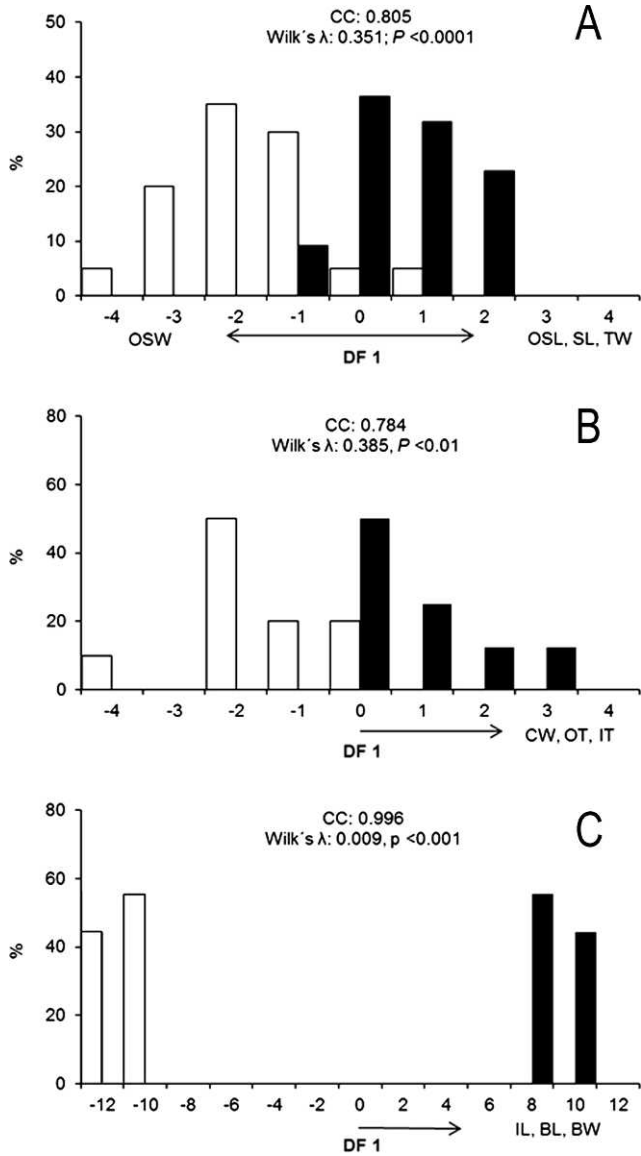 CC: 0.805
Wilk´s λ: 0.351; P <0.0001
A
50
40
30
20
10
0
%
-4 -3 -2 -1 0 1 2 3 4
OSW OSL, SL, TW
DF 1
CC: 0.784
Wilk´s λ: 0.385, P <0.01
B
80
60
40
20
0
%
-4 -3 -2 -1 0 1 2 3 4
CW, OT, IT
DF 1
CC: 0.996
Wilk´s λ: 0.009, p <0.001
C
80
60
40
20
0
%
-12 -10 -8 -6 -4 -2 0 2 4 6 8 10 12
IL, BL, BW
DF 1